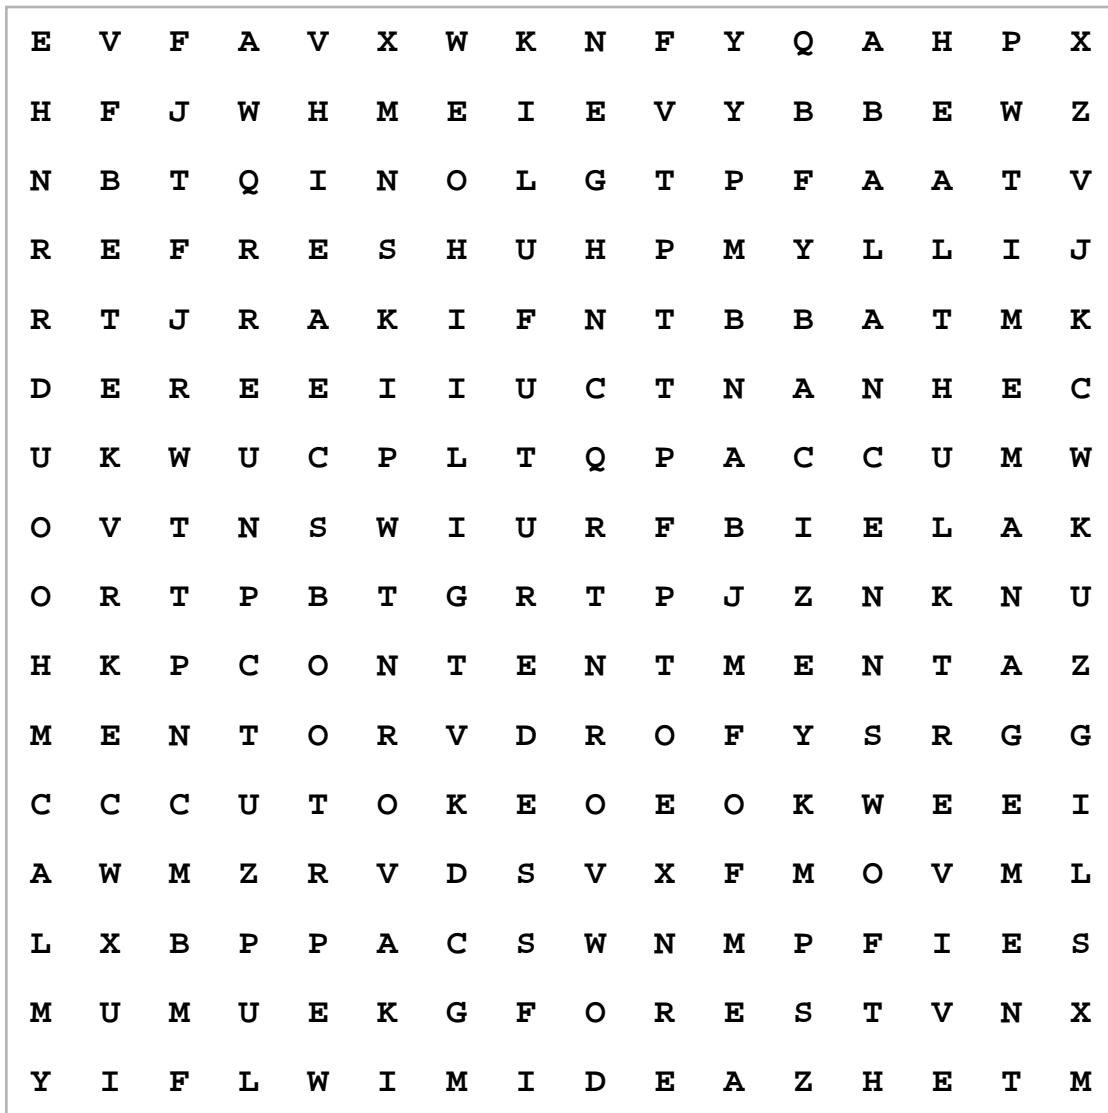 E V F A V X W K N F Y Q A H P X
H F J W H M E I E V Y B B E W Z
N B T Q I N O L G T P F A A T V
R E F R E S H U H P M Y L L I J
R T J R A K I F N T B B A T M K
D E R E E I I U C T N A N H E C
U K W U C P L T Q P A C C U M W
O V T N S W I U R F B I E L A K
O R T P B T G R T P J Z N K N U
H K P C O N T E N T M E N T A Z
M E N T O R V D R O F Y S R G G
C C C U T O K E O E O K W E E I
A W M Z R V D S V X F M O V M L
L X B P P A C S W N M P F I E S
M U M U E K G F O R E S T V N X
Y I F L W I M I D E A Z H E T M